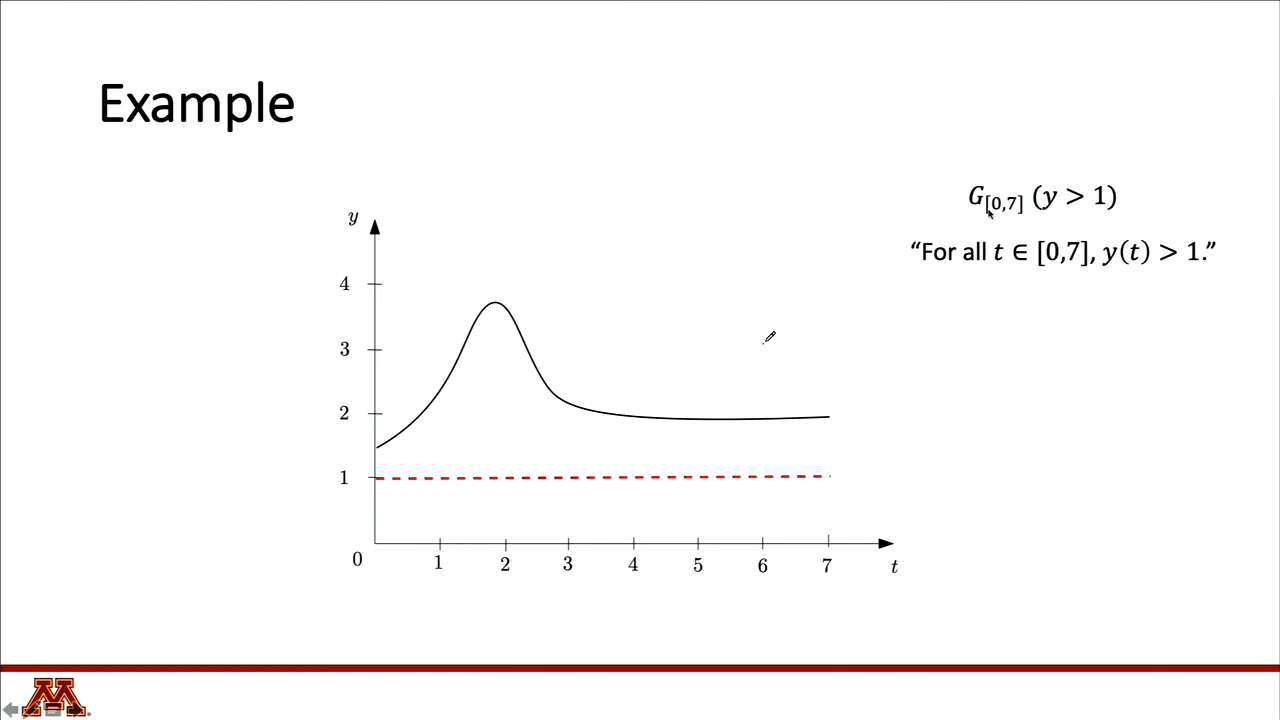 Example
G[0,7] (y > 1)
“For all t ∈ [0,7], y(t) > 1.”
y
4
3
2
1
0
1 2 3 4 5 6 7 t
M